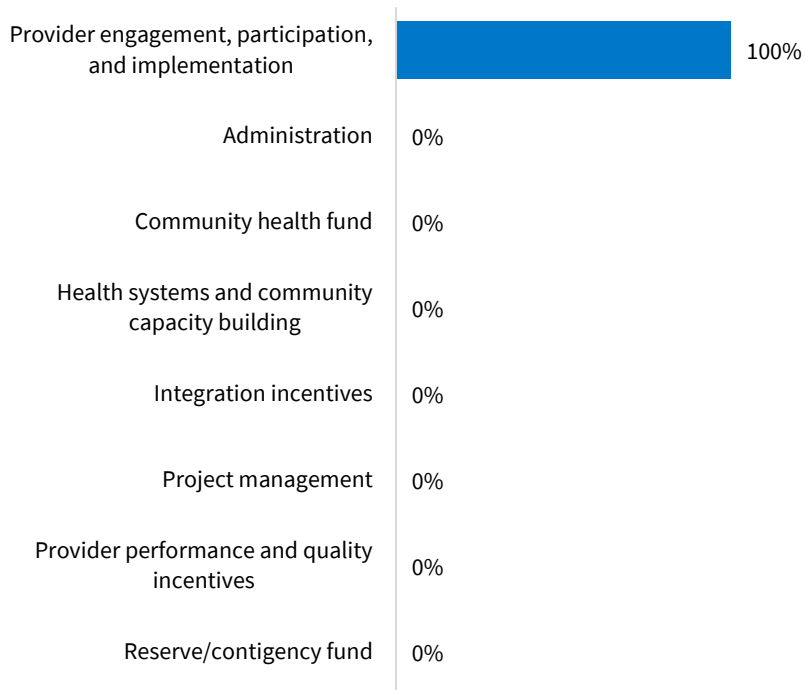 Provider engagement, participation,
and implementation
100%
Administration
0%
Community health fund
0%
Health systems and community
capacity building
0%
Integration incentives
0%
Project management
0%
Provider performance and quality
incentives
0%
Reserve/contigency fund
0%